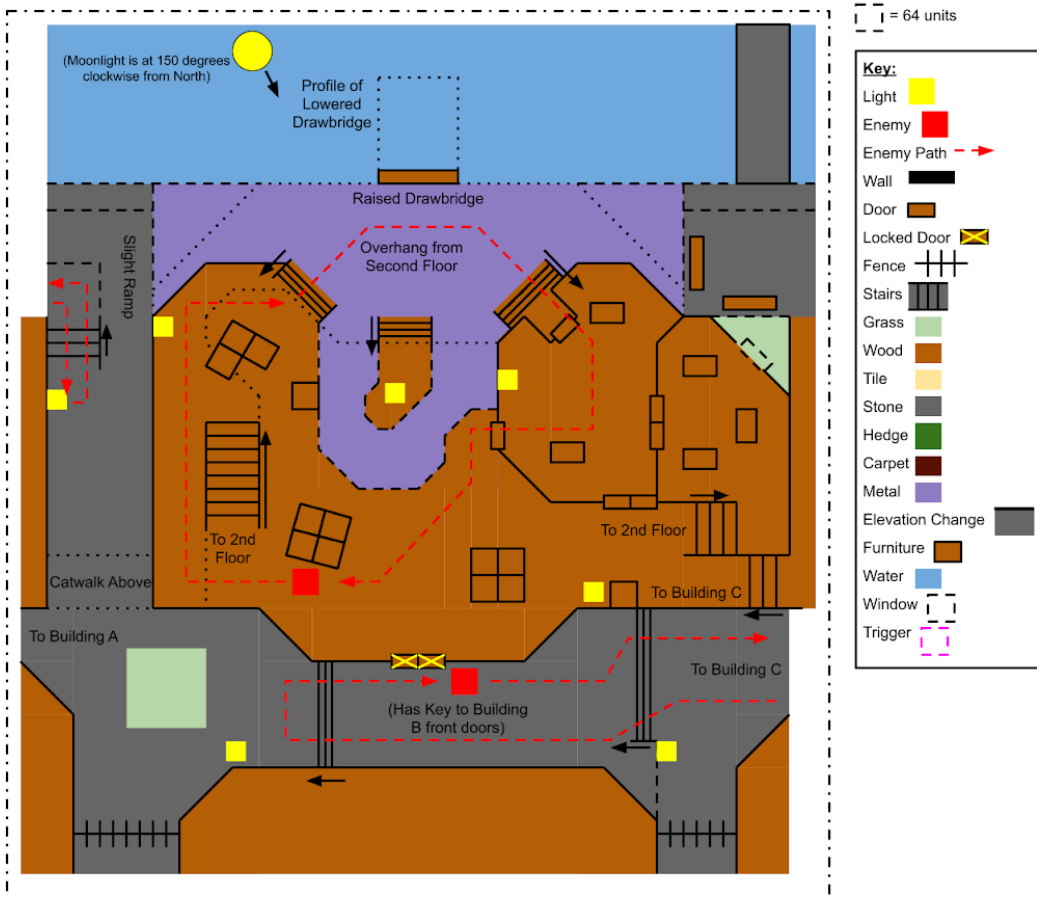 (Moonlight is at 150 degrees
clockwise from North)
Profile of
Lowered
Drawbridge
Raised Drawbridge
Overhang from
Second Floor
Slight Ramp
To 2nd
Floor
To 2nd Floor
Catwalk Above
To Building C
To Building A
To Building C
(Has Key to Building
B front doors)
= 64 units
Key:
Light
Enemy
Enemy Path
Wall
Door
Locked Door
Fence
Stairs
Grass
Wood
Tile
Stone
Hedge
Carpet
Metal
Elevation Change
Furniture
Water
Window
Trigger